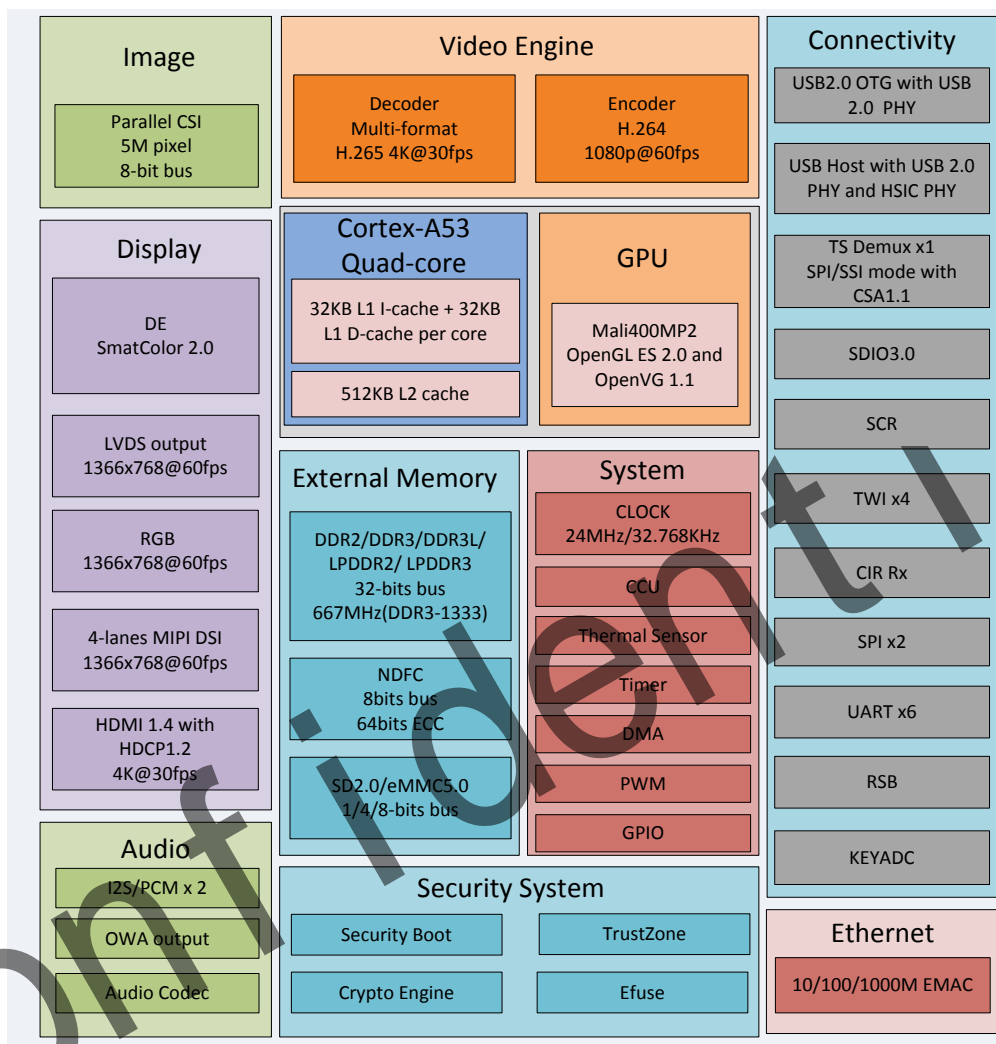 Image
Parallel CSI
5M pixel
8-bit bus
Video Engine
Decoder
Multi-format
H.265 4K@30fps
Encoder
H.264
1080p@60fps
Connectivity
USB2.0 OTG with USB
2.0 PHY
USB Host with USB 2.0
PHY and HSIC PHY
TS Demux x1
SPI/SSI mode with
CSA1.1
SDIO3.0
SCR
TWI x4
CIR Rx
SPI x2
UART x6
RSB
KEYADC
Display
DE
SmatColor 2.0
LVDS output
1366x768@60fps
RGB
1366x768@60fps
4-lanes MIPI DSI
1366x768@60fps
HDMI 1.4 with
HDCP1.2
4K@30fps
Cortex-A53
Quad-core
32KB L1 I-cache + 32KB
L1 D-cache per core
512KB L2 cache
GPU
Mali400MP2
OpenGL ES 2.0 and
OpenVG 1.1
External Memory
DDR2/DDR3/DDR3L/
LPDDR2/ LPDDR3
32-bits bus
667MHz(DDR3-1333)
NDFC
8bits bus
64bits ECC
SD2.0/eMMC5.0
1/4/8-bits bus
System
CLOCK
24MHz/32.768KHz
CCU
Thermal Sensor
Timer
DMA
PWM
GPIO
Audio
I2S/PCM x 2
OWA output
Audio Codec
Security System
Security Boot
TrustZone
Crypto Engine
Efuse
Ethernet
10/100/1000M EMAC
onfidenti